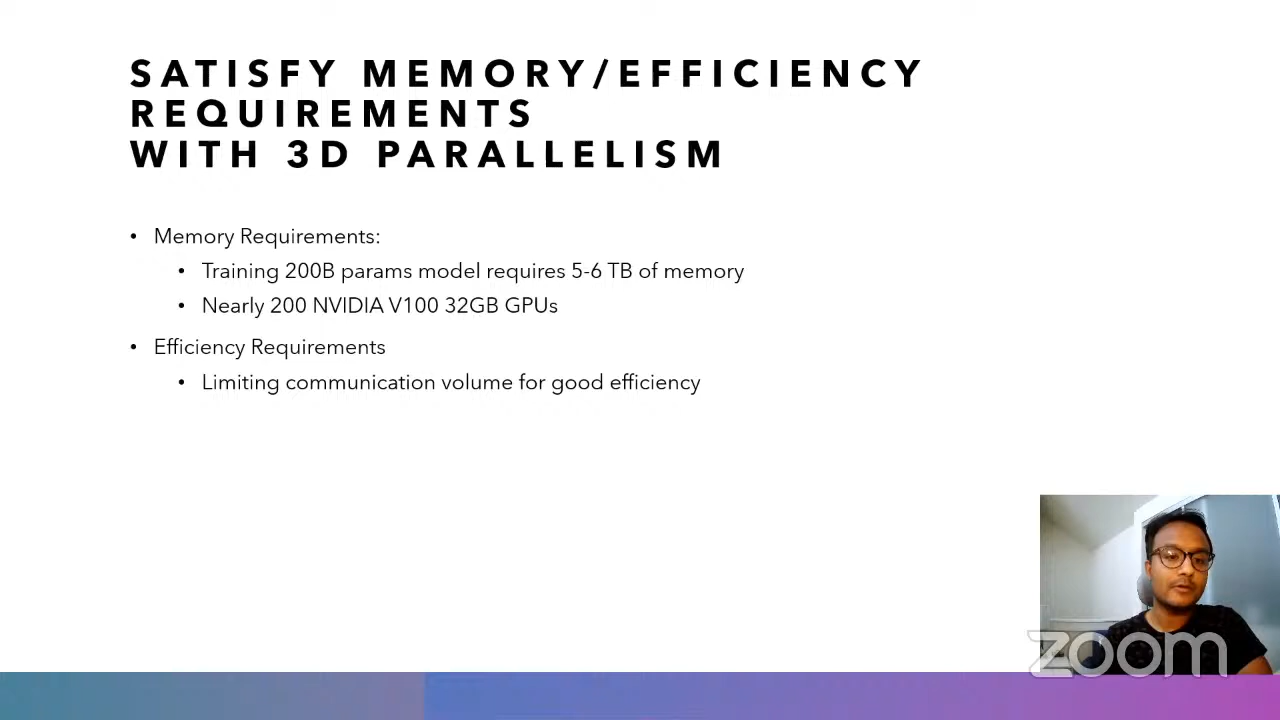 SATISFY MEMORY/EFFICIENCY
REQUIREMENTS
WITH 3D PARALLELISM
• Memory Requirements:
• Training 200B params model requires 5-6 TB of memory
• Nearly 200 NVIDIA V100 32GB GPUs
• Efficiency Requirements
• Limiting communication volume for good efficiency
zoom